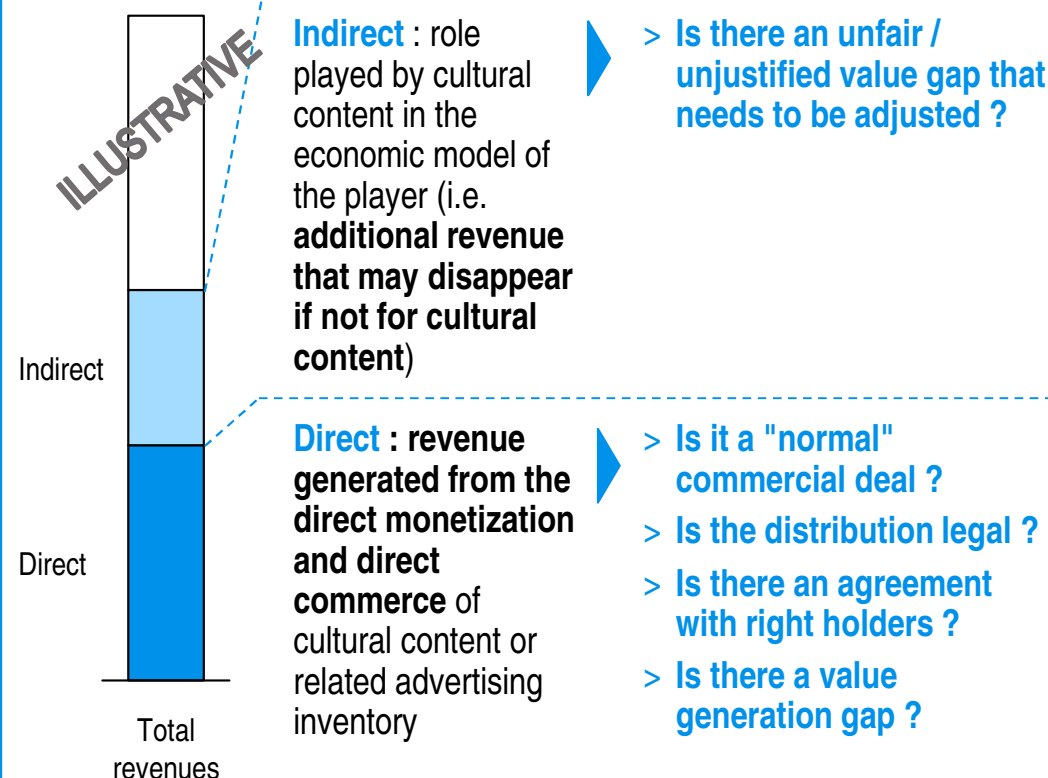 ILLUSTRATIVE
Indirect
Direct
Total
revenues
Indirect : role
played by cultural
content in the
economic model of
the player (i.e.
additional revenue
that may disappear
if not for cultural
content)
> Is there an unfair /
unjustified value gap that
needs to be adjusted ?
Direct : revenue
generated from the
direct monetization
and direct
commerce of
cultural content or
related advertising
inventory
> Is it a "normal"
commercial deal ?
> Is the distribution legal ?
> Is there an agreement
with right holders ?
> Is there a value
generation gap ?